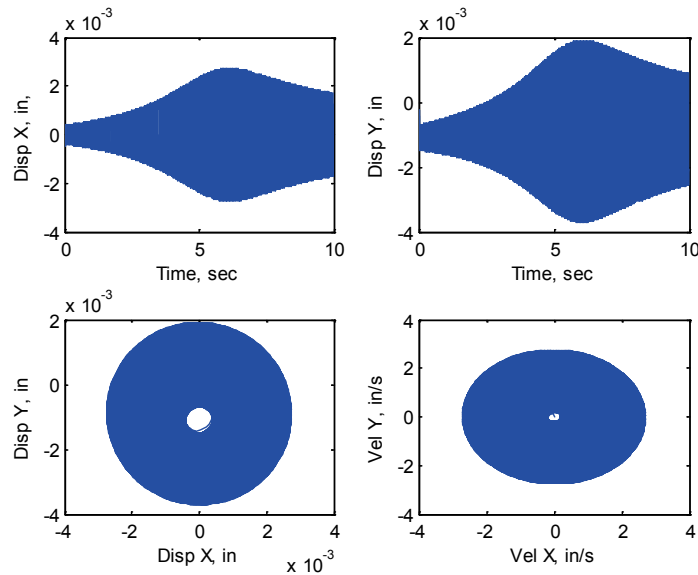 x 10⁻³
4
2
0
-2
-4
Disp X, in,
0 5 10
Time, sec
x 10⁻³
2
0
-2
-4
Disp Y, in
0 5 10
Time, sec
x 10⁻³
2
0
-2
-4
Disp Y, in
-4 -2 0 2 4
Disp X, in
x 10⁻³
4
2
0
-2
-4
Vel Y, in/s
-4 -2 0 2 4
Vel X, in/s